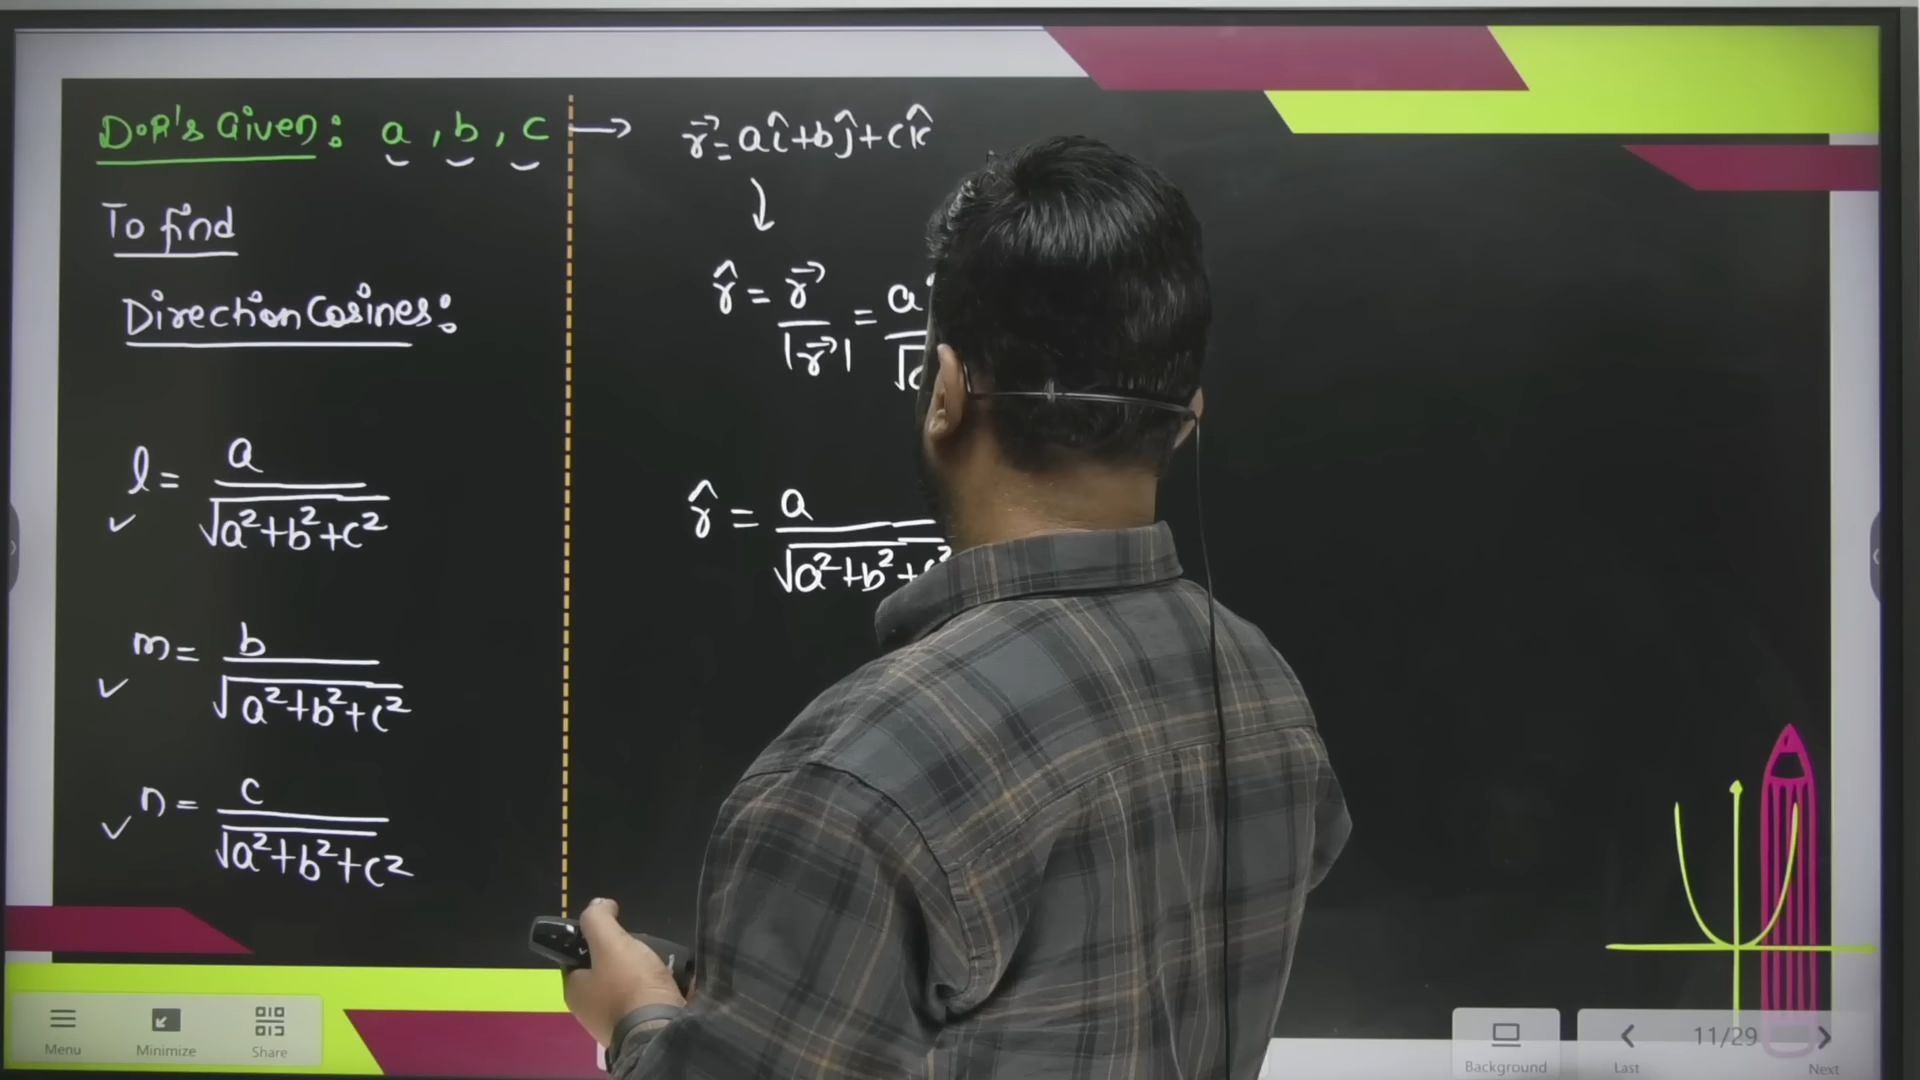 D.R's Given: a, b, c → r⃗ = aî+bĵ+ck̂
To find
Direction Cosines:
r̂ = r⃗/|r⃗| = a
l = a/√a²+b²+c²
r̂ = a/√a²+b²+c²
m = b/√a²+b²+c²
n = c/√a²+b²+c²
Menu
Minimize
Share
Background
Last
11/29
Next